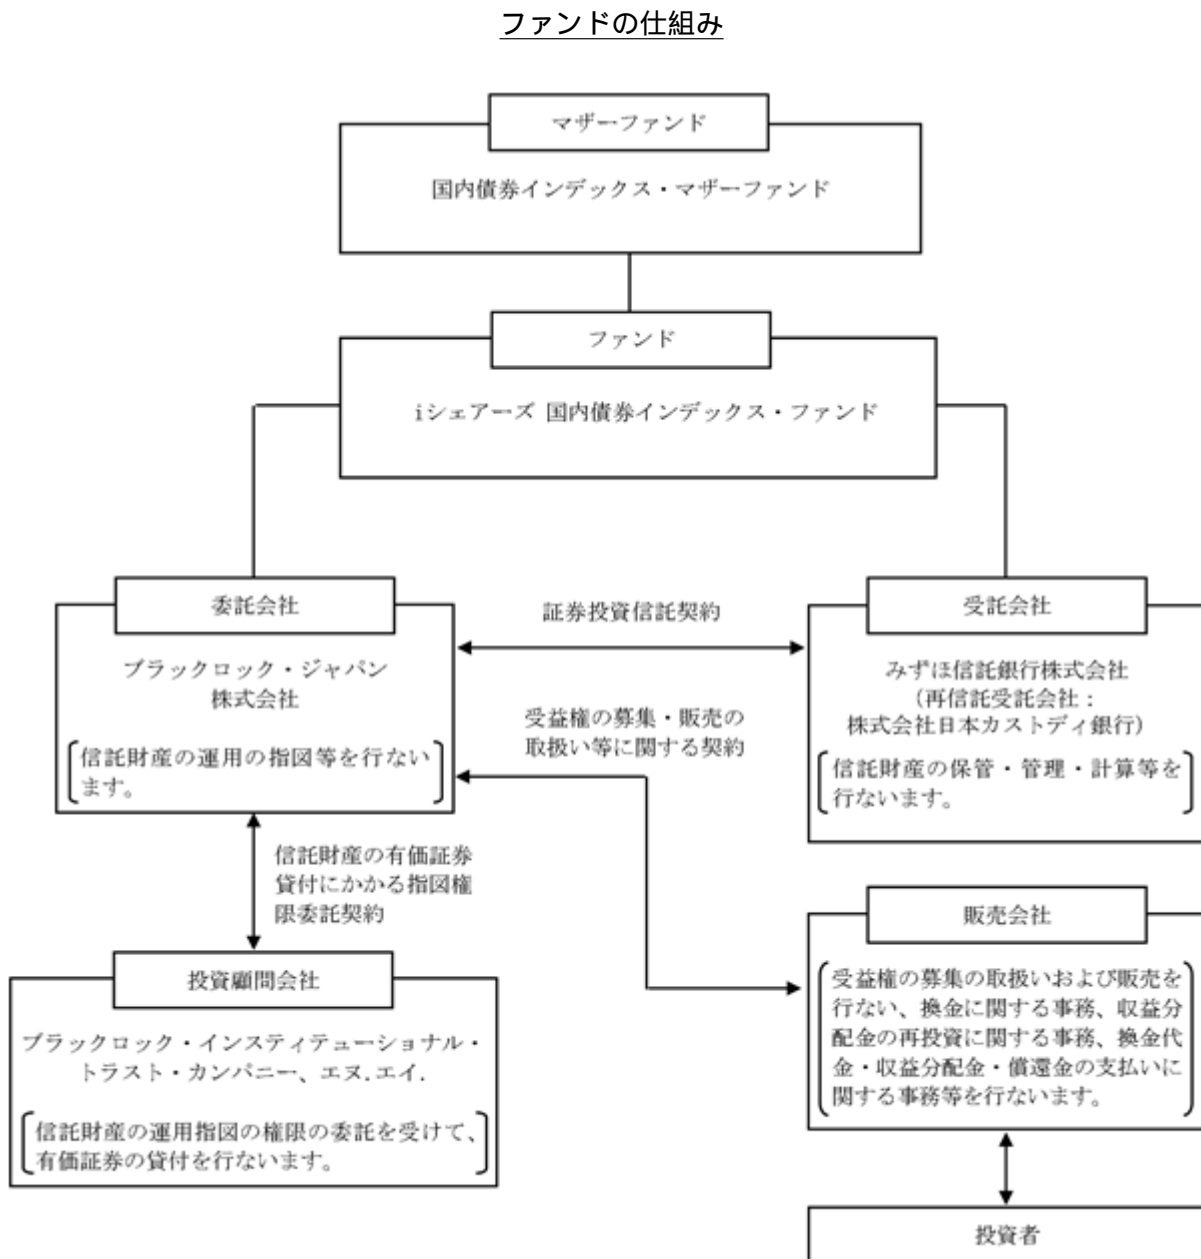 ファンドの仕組み
マザーファンド
国内債券インデックス・マザーファンド
ファンド
iシェアーズ 国内債券インデックス・ファンド
委託会社
ブラックロック・ジャパン
株式会社
信託財産の運用の指図等を行ない
ます。
証券投資信託契約
受益権の募集・販売の
取扱い等に関する契約
受託会社
みずほ信託銀行株式会社
(再信託受託会社:
株式会社日本カストディ銀行)
信託財産の保管・管理・計算等を
行ないます。
信託財産の有価証券
貸付にかかる指図権
限委託契約
投資顧問会社
ブラックロック・インスティテューショナル・
トラスト・カンパニー、エヌ.エイ.
信託財産の運用指図の権限の委託を受けて、
有価証券の貸付を行ないます。
販売会社
受益権の募集の取扱いおよび販売を
行ない、換金に関する事務、収益分
配金の再投資に関する事務、換金代
金・収益分配金・償還金の支払いに
関する事務等を行ないます。
投資者